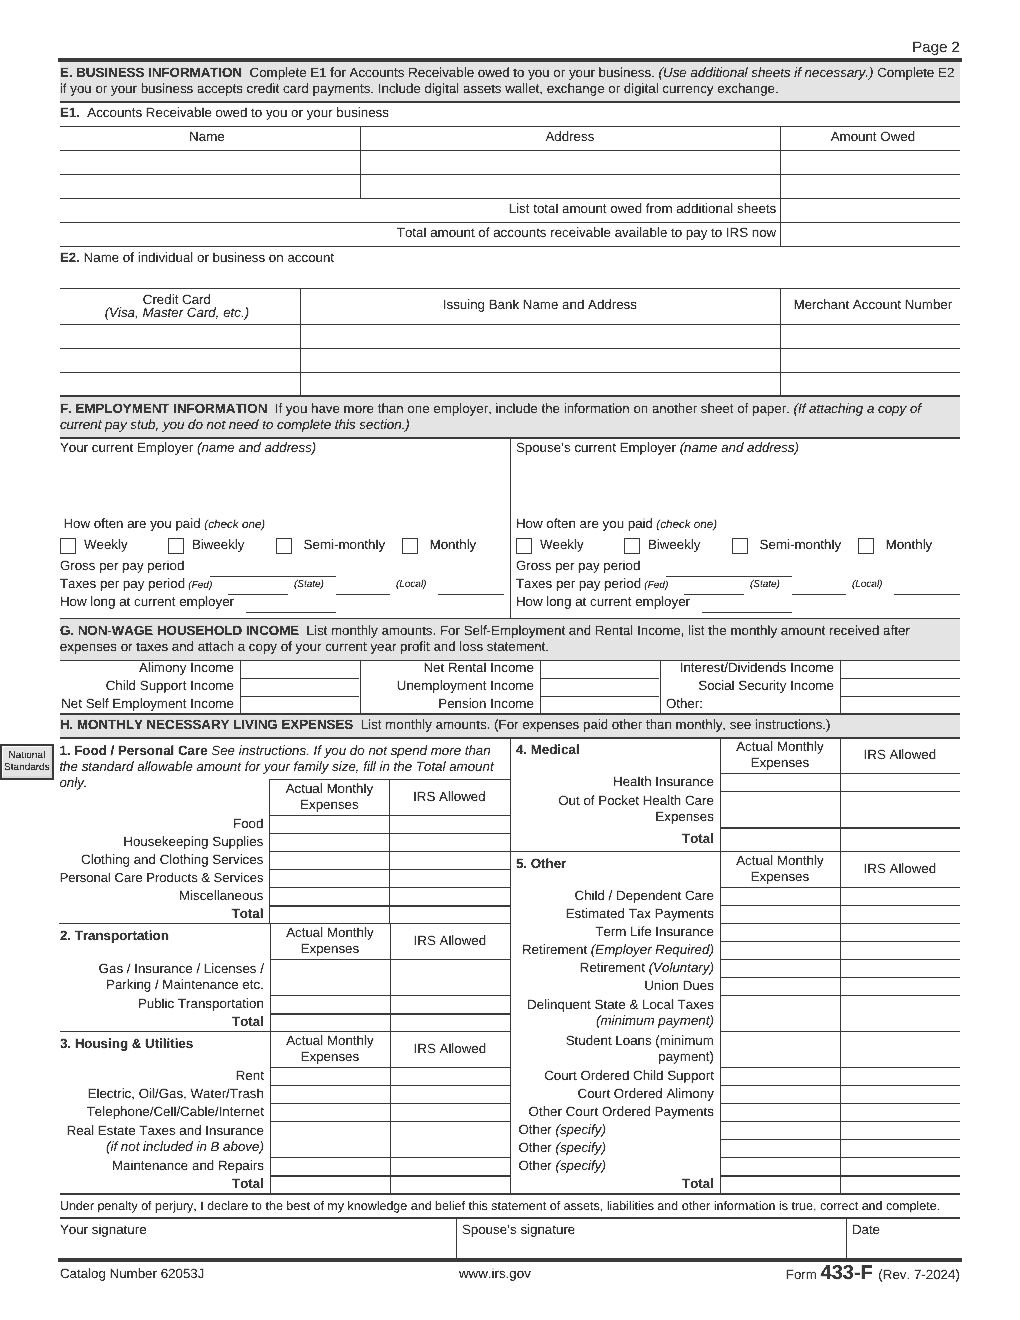 Page 2
E. BUSINESS INFORMATION Complete E1 for Accounts Receivable owed to you or your business. (Use additional sheets if necessary.) Complete E2
if you or your business accepts credit card payments. Include digital assets wallet, exchange or digital currency exchange.
E1. Accounts Receivable owed to you or your business
Name Address Amount Owed
List total amount owed from additional sheets
Total amount of accounts receivable available to pay to IRS now
E2. Name of individual or business on account
Credit Card
(Visa, Master Card, etc.)
Issuing Bank Name and Address
Merchant Account Number
F. EMPLOYMENT INFORMATION If you have more than one employer, include the information on another sheet of paper. (If attaching a copy of
current pay stub, you do not need to complete this section.)
Your current Employer (name and address)
How often are you paid (check one)
Weekly Biweekly Semi-monthly Monthly
Gross per pay period
Taxes per pay period (Fed) (State) (Local)
How long at current employer
Spouse's current Employer (name and address)
How often are you paid (check one)
Weekly Biweekly Semi-monthly Monthly
Gross per pay period
Taxes per pay period (Fed) (State) (Local)
How long at current employer
G. NON-WAGE HOUSEHOLD INCOME List monthly amounts. For Self-Employment and Rental Income, list the monthly amount received after
expenses or taxes and attach a copy of your current year profit and loss statement.
Alimony Income Net Rental Income Interest/Dividends Income
Child Support Income Unemployment Income Social Security Income
Net Self Employment Income Pension Income Other:
H. MONTHLY NECESSARY LIVING EXPENSES List monthly amounts. (For expenses paid other than monthly, see instructions.)
National
Standards
1. Food / Personal Care See instructions. If you do not spend more than
the standard allowable amount for your family size, fill in the Total amount
only.
Actual Monthly
Expenses
IRS Allowed
Food
Housekeeping Supplies
Clothing and Clothing Services
Personal Care Products & Services
Miscellaneous
Total
2. Transportation
Actual Monthly
Expenses
IRS Allowed
Gas / Insurance / Licenses /
Parking / Maintenance etc.
Public Transportation
Total
3. Housing & Utilities
Actual Monthly
Expenses
IRS Allowed
Rent
Electric, Oil/Gas, Water/Trash
Telephone/Cell/Cable/Internet
Real Estate Taxes and Insurance
(if not included in B above)
Maintenance and Repairs
Total
4. Medical
Actual Monthly
Expenses
IRS Allowed
Health Insurance
Out of Pocket Health Care
Expenses
Total
5. Other
Actual Monthly
Expenses
IRS Allowed
Child / Dependent Care
Estimated Tax Payments
Term Life Insurance
Retirement (Employer Required)
Retirement (Voluntary)
Union Dues
Delinquent State & Local Taxes
(minimum payment)
Student Loans (minimum
payment)
Court Ordered Child Support
Court Ordered Alimony
Other Court Ordered Payments
Other (specify)
Other (specify)
Other (specify)
Total
Under penalty of perjury, I declare to the best of my knowledge and belief this statement of assets, liabilities and other information is true, correct and complete.
Your signature Spouse's signature Date
Catalog Number 62053J www.irs.gov Form 433-F (Rev. 7-2024)